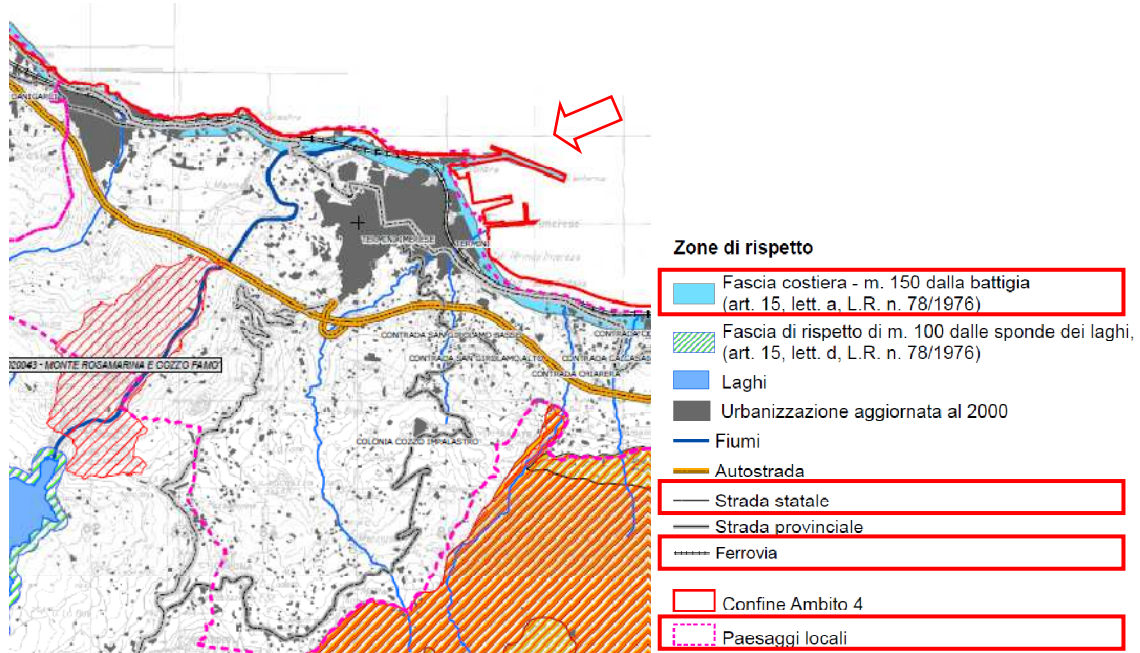 TERMINI IMERESE
TERMINI
CONTRADA SAN GIROLAMO BASSO
CONTRADA SAN GIROLAMO ALTO
CONTRADA CHIARERA
COLONIA COZZO IMPALASTRO
- MONTE ROSAMARINA E COZZO FAMO'
Zone di rispetto
Fascia costiera - m. 150 dalla battigia
(art. 15, lett. a, L.R. n. 78/1976)
Fascia di rispetto di m. 100 dalle sponde dei laghi,
(art. 15, lett. d, L.R. n. 78/1976)
Laghi
Urbanizzazione aggiornata al 2000
Fiumi
Autostrada
Strada statale
Strada provinciale
Ferrovia
Confine Ambito 4
Paesaggi locali